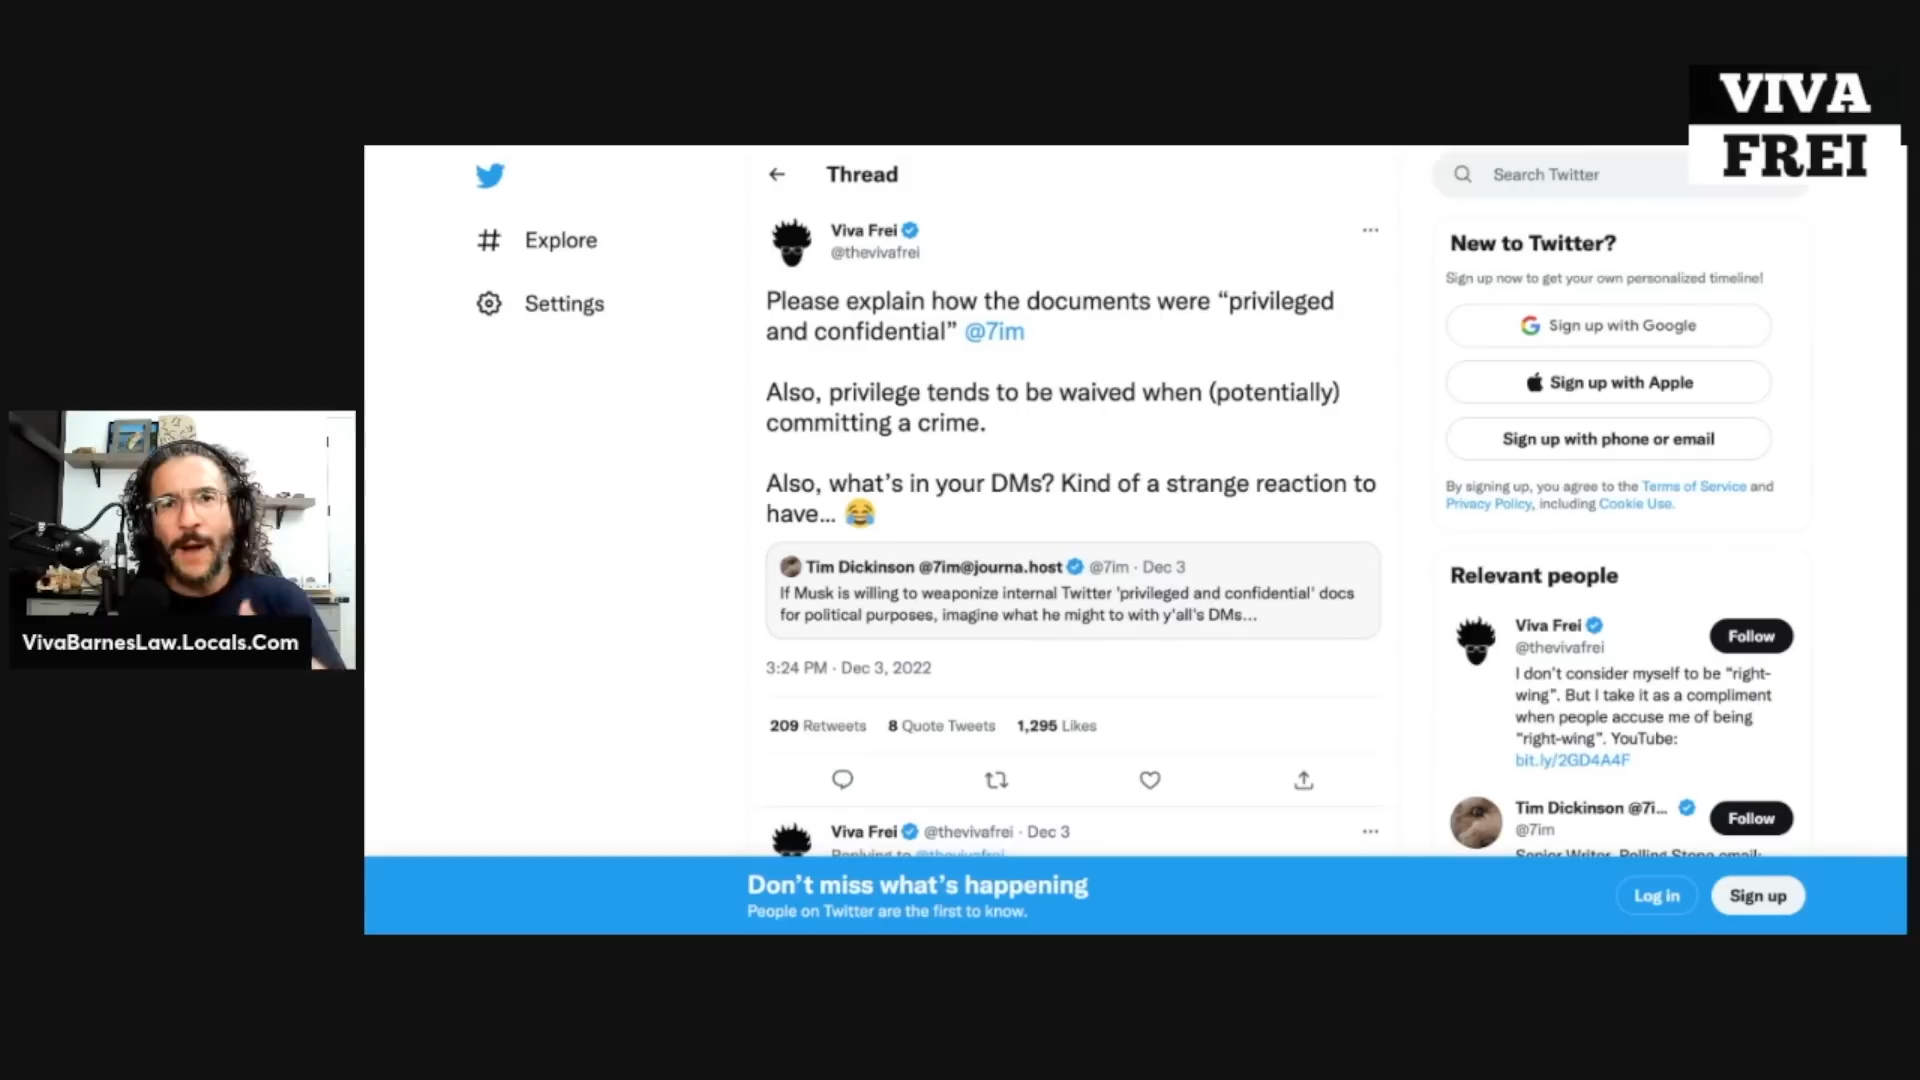 VIVA
FREI
Thread
Search Twitter
Explore
Settings
Viva Frei
@thevivafrei
Please explain how the documents were “privileged
and confidential” @7im
Also, privilege tends to be waived when (potentially)
committing a crime.
Also, what’s in your DMs? Kind of a strange reaction to
have... 😂
Tim Dickinson @7im@journa.host @7im · Dec 3
If Musk is willing to weaponize internal Twitter 'privileged and confidential' docs
for political purposes, imagine what he might to with y'all's DMs...
3:24 PM · Dec 3, 2022
209 Retweets 8 Quote Tweets 1,295 Likes
Viva Frei @thevivafrei · Dec 3
Replying to @thevivafrei
New to Twitter?
Sign up now to get your own personalized timeline!
Sign up with Google
Sign up with Apple
Sign up with phone or email
By signing up, you agree to the Terms of Service and
Privacy Policy, including Cookie Use.
Relevant people
Viva Frei
@thevivafrei
Follow
I don’t consider myself to be “right-
wing”. But I take it as a compliment
when people accuse me of being
“right-wing”. YouTube:
bit.ly/2GD4A4F
Tim Dickinson @7i...
@7im
Follow
Senior Writer, Rolling Stone email:
Don’t miss what’s happening
People on Twitter are the first to know.
Log in
Sign up
VivaBarnesLaw.Locals.Com